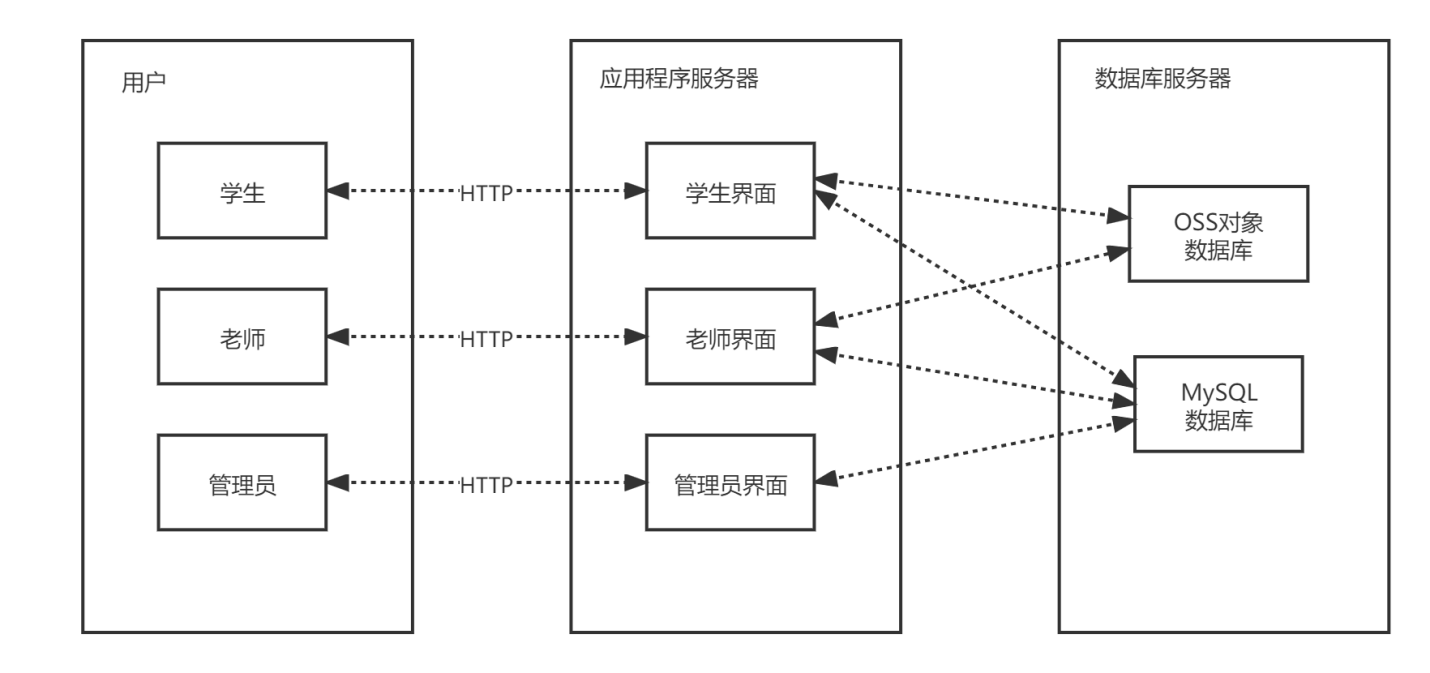 用户
应用程序服务器
数据库服务器
学生
HTTP
学生界面
OSS对象
数据库
老师
HTTP
老师界面
MySQL
数据库
管理员
HTTP
管理员界面